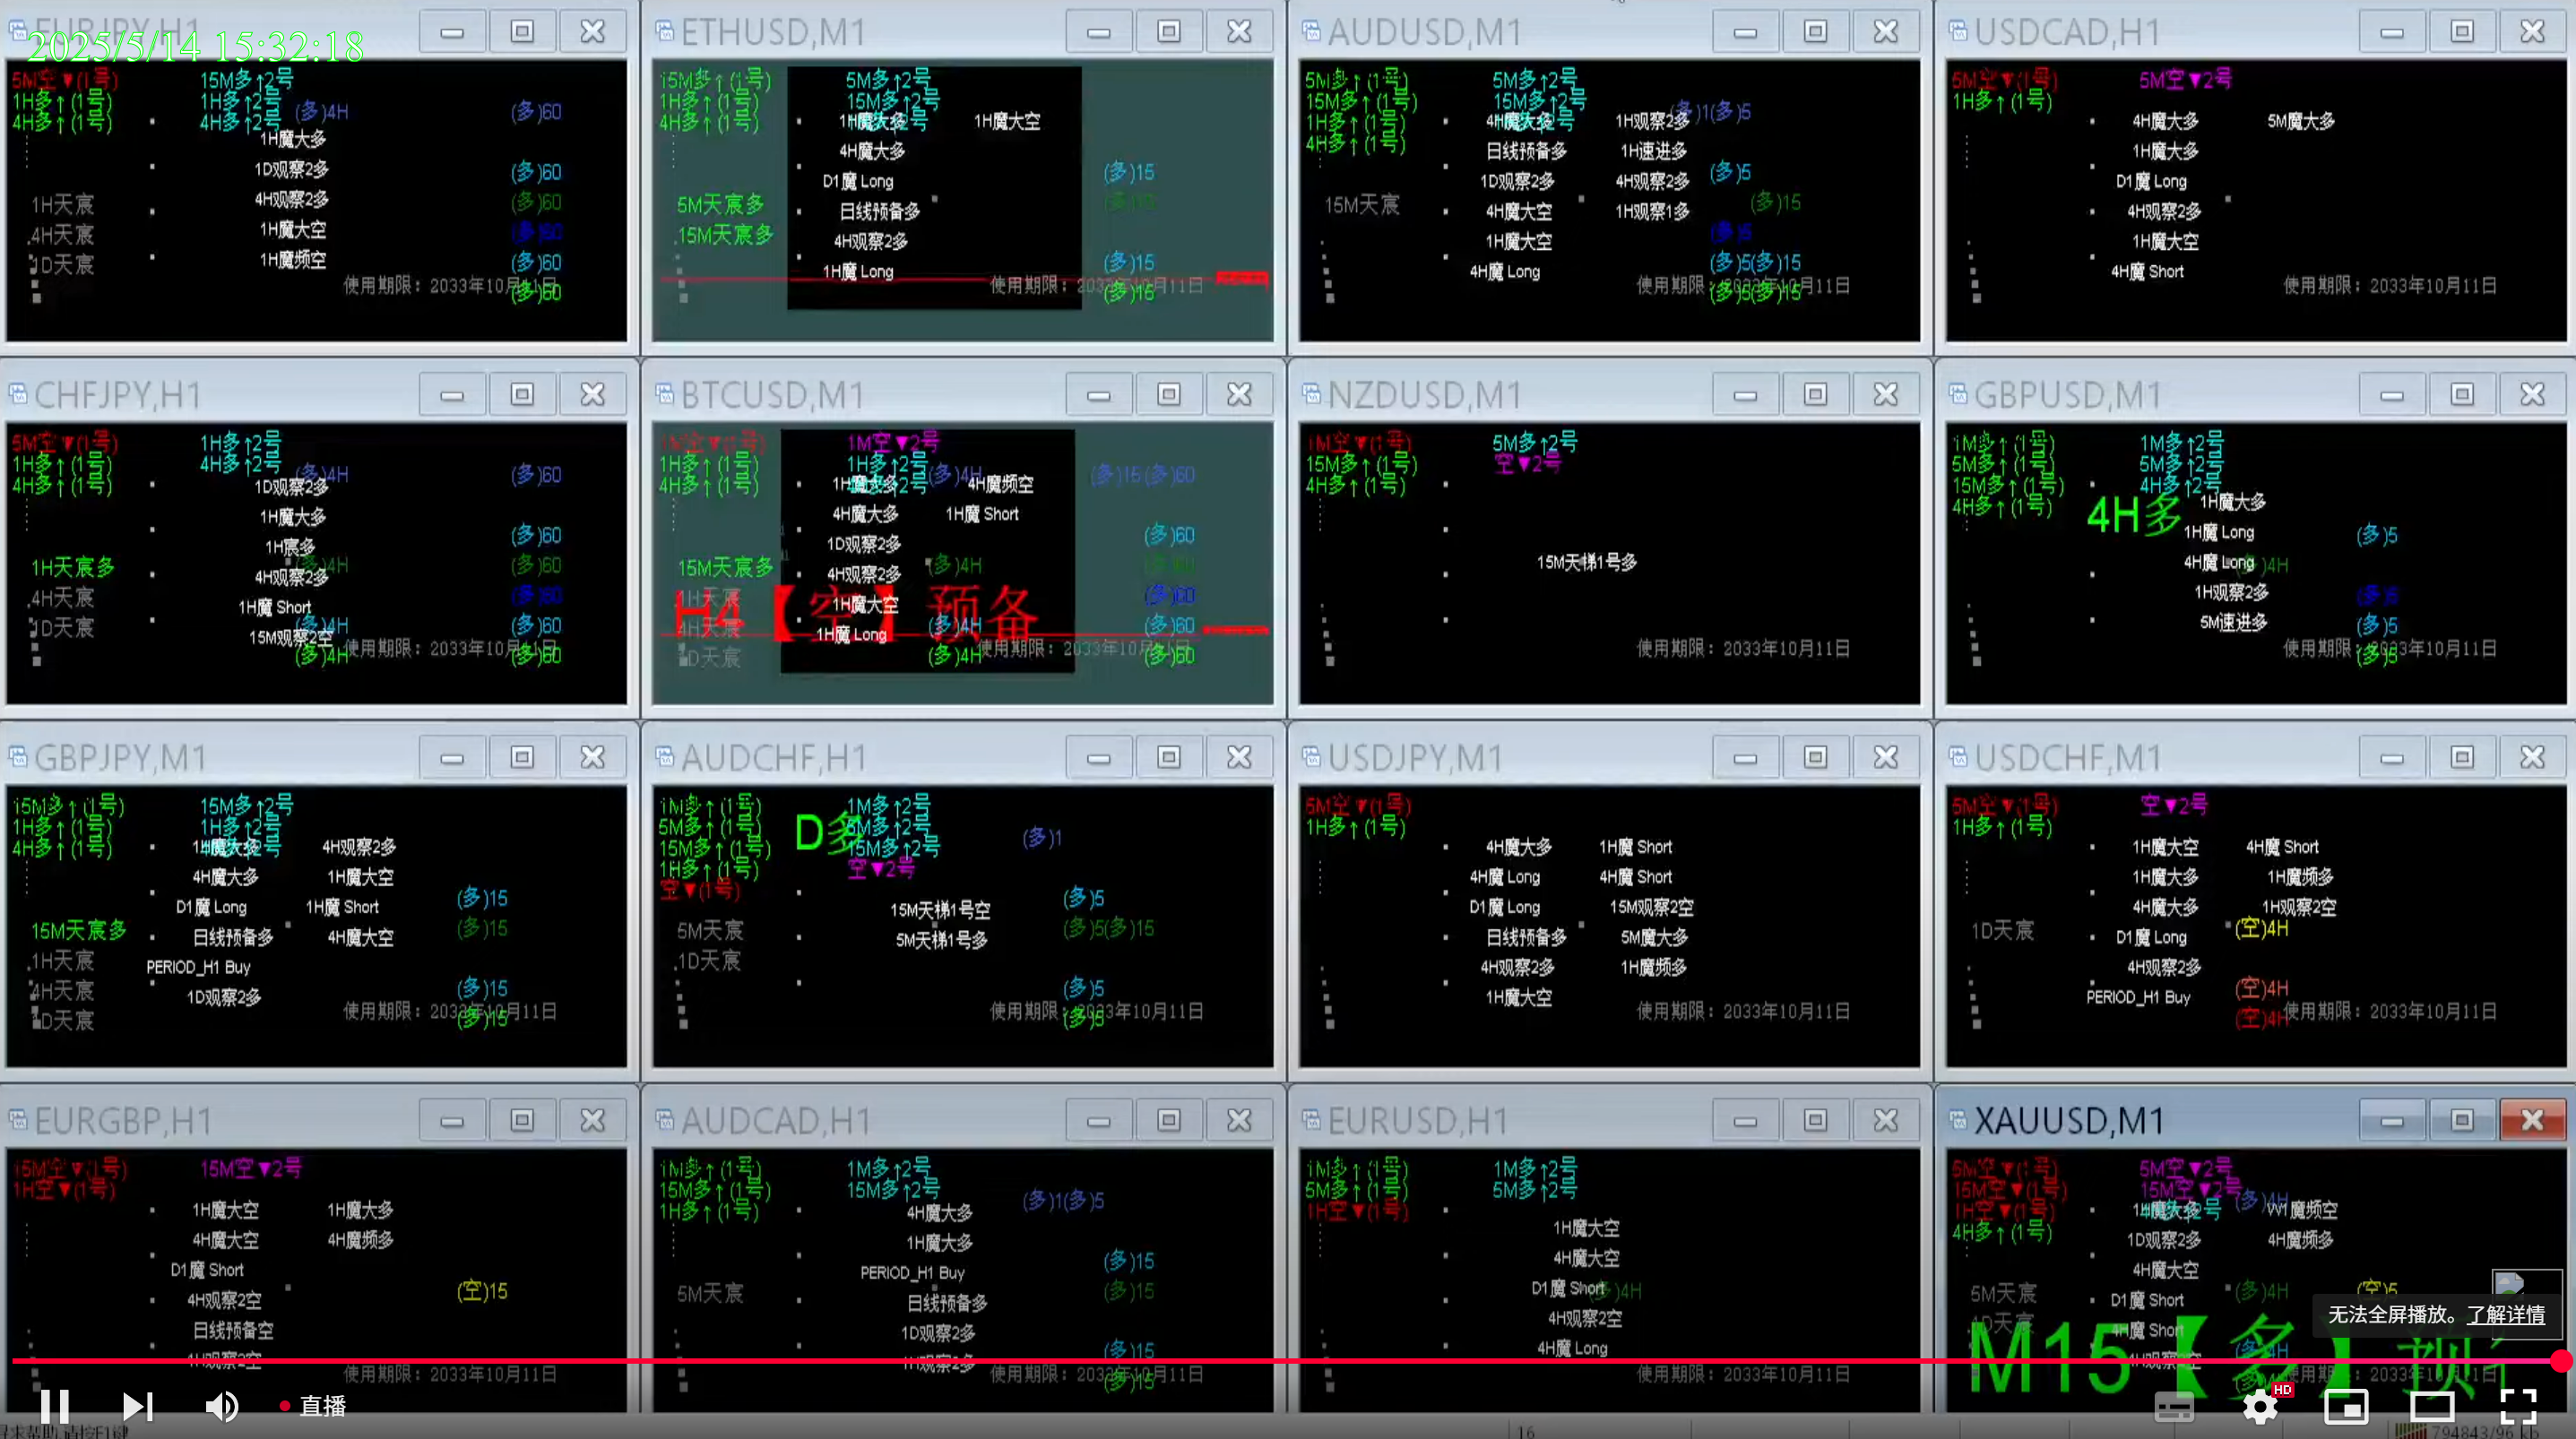 EURJPY,H1
2025/5/14 15:32:18
5M空▼(1号) 15M多↑2号
1H多↑(1号) 1H多↑2号 (多)4H (多)60
4H多↑(1号) 4H多↑2号
1H魔大多
1D观察2多 (多)60
1H天宸 4H观察2多 (多)60
4H天宸 1H魔大空 (多)60
1D天宸 1H魔频空 (多)60
使用期限：2033年10月11日
(多)60
ETHUSD,M1
15M多↑(1号) 5M多↑2号
1H多↑(1号) 15M多↑2号
4H多↑(1号) 1H魔大多 1H魔大空
4H魔大多 (多)15
D1魔 Long
5M天宸多 日线预备多
15M天宸多 4H观察2多 (多)15
1H魔 Long
使用期限：2033年10月11日
(多)15
AUDUSD,M1
5M多↑(1号) 5M多↑2号
15M多↑(1号) 15M多↑2号 (多)1(多)5
1H多↑(1号) 4H魔大多 1H观察2多
4H多↑(1号) 日线预备多 1H速进多
1D观察2多 4H观察2多 (多)5
15M天宸 4H魔大空 1H观察1多 (多)15
1H魔大空 (多)5
4H魔 Long (多)5(多)15
使用期限：2033年10月11日
(多)5(多)15
USDCAD,H1
5M空▼(1号) 5M空▼2号
1H多↑(1号)
4H魔大多 5M魔大多
1H魔大多
D1魔 Long
4H观察2多
1H魔大空
4H魔 Short
使用期限：2033年10月11日
CHFJPY,H1
5M空▼(1号) 1H多↑2号
1H多↑(1号) 4H多↑2号 (多)4H (多)60
4H多↑(1号) 1D观察2多
1H魔大多
1H宸多 (多)60
1H天宸多 (多)4H (多)60
4H天宸 4H观察2多 (多)60
1D天宸 1H魔 Short (多)4H (多)60
15M观察2空
使用期限：2033年10月11日
(多)4H (多)60
BTCUSD,M1
1M空▼(1号) 1M空▼2号
1H多↑(1号) 1H多↑2号 (多)4H (多)15(多)60
4H多↑(1号) 1H魔大多 4H魔频空
4H魔大多 1H魔 Short
1D观察2多 (多)60
15M天宸多 4H观察2多 (多)4H
1H天宸 1H魔大空 (多)60
H4【空】预备
4H天宸 1H魔 Long (多)4H (多)60
1D天宸 (多)4H (多)60
使用期限：2033年10月11日
NZDUSD,M1
1M空▼(1号) 5M多↑2号
15M多↑(1号) 空▼2号
4H多↑(1号)
15M天梯1号多
使用期限：2033年10月11日
GBPUSD,M1
1M多↑(1号) 1M多↑2号
5M多↑(1号) 5M多↑2号
15M多↑(1号) 4H多↑2号
4H多↑(1号) 4H多 1H魔大多
1H魔 Long (多)5
4H魔 Long (多)4H
1H观察2多 (多)5
5M速进多 (多)5
使用期限：2033年10月11日
(多)5
GBPJPY,M1
15M多↑(1号) 15M多↑2号
1H多↑(1号) 1H多↑2号
4H多↑(1号) 1H魔大多 4H观察2多
4H魔大多 1H魔大空
D1魔 Long 1H魔 Short (多)15
15M天宸多 日线预备多 4H魔大空 (多)15
1H天宸 PERIOD_H1 Buy
4H天宸 1D观察2多 (多)15
1D天宸 (多)15
使用期限：2033年10月11日
AUDCHF,H1
1M多↑(1号) 1M多↑2号
5M多↑(1号) D多 5M多↑2号 (多)1
15M多↑(1号) 15M多↑2号
1H多↑(1号) 空▼2号
空▼(1号)
15M天梯1号空 (多)5
5M天宸 5M天梯1号多 (多)5(多)15
1D天宸 (多)5
使用期限：2033年10月11日
(多)5
USDJPY,M1
5M空▼(1号)
1H多↑(1号)
4H魔大多 1H魔 Short
4H魔 Long 4H魔 Short
D1魔 Long 15M观察2空
日线预备多 5M魔大多
4H观察2多 1H魔频多
1H魔大空
使用期限：2033年10月11日
USDCHF,M1
5M空▼(1号) 空▼2号
1H多↑(1号)
1H魔大空 4H魔 Short
1H魔大多 1H魔频多
4H魔大多 1H观察2空
1D天宸 D1魔 Long (空)4H
4H观察2多
PERIOD_H1 Buy (空)4H
(空)4H
使用期限：2033年10月11日
EURGBP,H1
15M空▼(1号) 15M空▼2号
1H空▼(1号)
1H魔大空 1H魔大多
4H魔大空 4H魔频多
D1魔 Short
4H观察2空 (空)15
日线预备空
1H观察2空
使用期限：2033年10月11日
AUDCAD,H1
1M多↑(1号) 1M多↑2号
15M多↑(1号) 15M多↑2号 (多)1(多)5
1H多↑(1号) 4H魔大多
1H魔大多 (多)15
PERIOD_H1 Buy
5M天宸 日线预备多 (多)15
1D观察2多 (多)15
1H观察2多
使用期限：2033年10月11日
(多)15
EURUSD,H1
1M多↑(1号) 1M多↑2号
5M多↑(1号) 5M多↑2号
1H空▼(1号)
1H魔大空
4H魔大空
D1魔 Short (多)4H
4H观察2空
4H魔 Long
使用期限：2033年10月11日
XAUUSD,M1
5M空▼(1号) 5M空▼2号
15M空▼(1号) 15M空▼2号 (多)4H
1H空▼(1号) 1H魔大多 W1魔频空
4H多↑(1号) 1D观察2多 4H魔频多
4H魔大空
5M天宸 D1魔 Short (多)4H (空)5
4H魔 Short
M15【多】预
无法全屏播放。了解详情
直播
HD
16
794843/96 kb